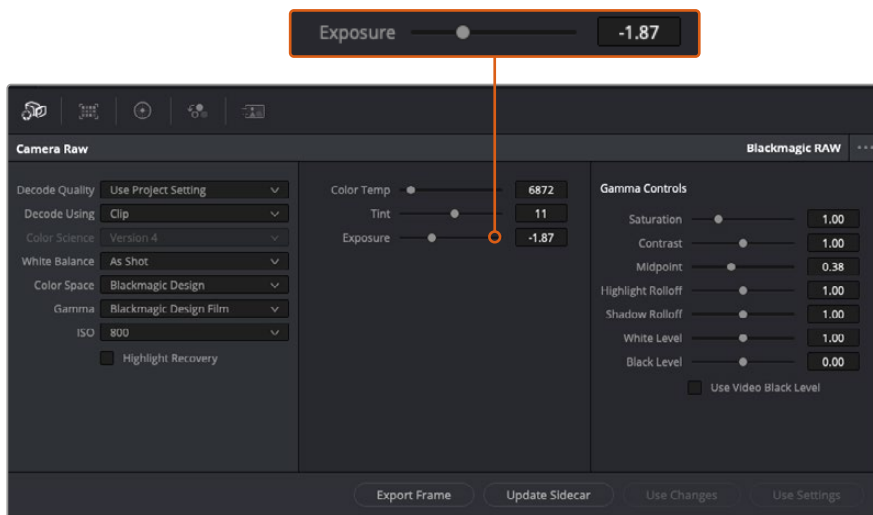 Exposure -1.87
Camera Raw
Blackmagic RAW
Decode Quality Use Project Setting
Decode Using Clip
Color Science Version 4
White Balance As Shot
Color Space Blackmagic Design
Gamma Blackmagic Design Film
ISO 800
Highlight Recovery
Color Temp 6872
Tint 11
Exposure -1.87
Gamma Controls
Saturation 1.00
Contrast 1.00
Midpoint 0.38
Highlight Rolloff 1.00
Shadow Rolloff 1.00
White Level 1.00
Black Level 0.00
Use Video Black Level
Export Frame
Update Sidecar
Use Changes
Use Settings